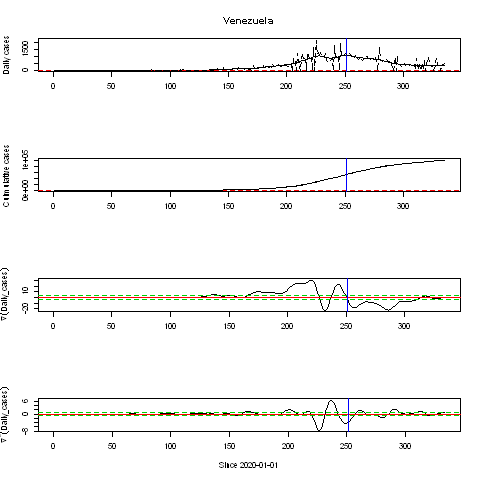 Venezuela
Daily cases
0 1500
0 50 100 150 200 250 300
Culmulative cases
0e+00 1e+05
0 50 100 150 200 250 300
∇(Daily_cases)
-20 10
0 50 100 150 200 250 300
∇²(Daily_cases)
-8 0 6
0 50 100 150 200 250 300
Since 2020-01-01